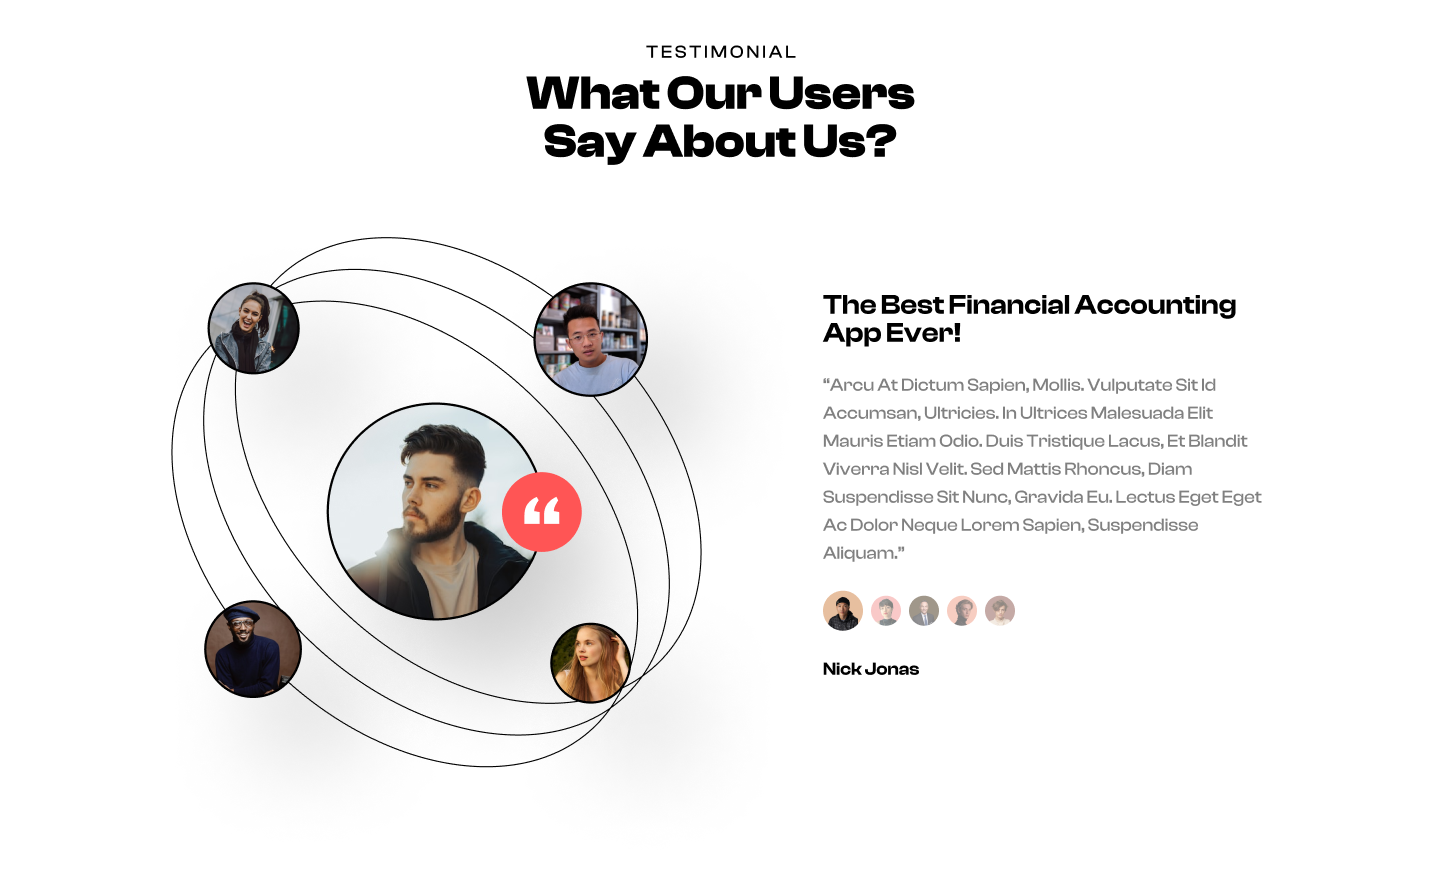 TESTIMONIAL
What Our Users
Say About Us?
The Best Financial Accounting
App Ever!
“Arcu At Dictum Sapien, Mollis. Vulputate Sit Id
Accumsan, Ultricies. In Ultrices Malesuada Elit
Mauris Etiam Odio. Duis Tristique Lacus, Et Blandit
Viverra Nisl Velit. Sed Mattis Rhoncus, Diam
Suspendisse Sit Nunc, Gravida Eu. Lectus Eget Eget
Ac Dolor Neque Lorem Sapien, Suspendisse
Aliquam.”
Nick Jonas